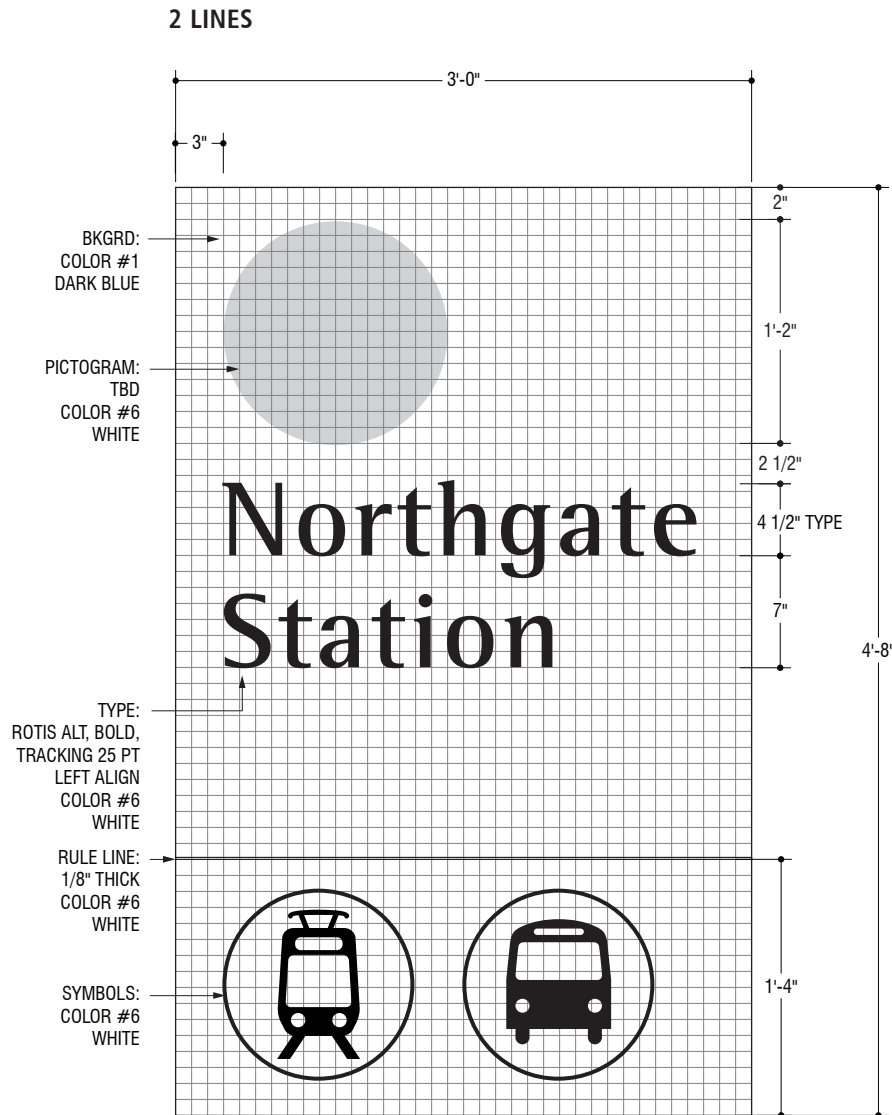 2 LINES
3'-0"
3"
2"
BKGRD:
COLOR #1
DARK BLUE
1'-2"
PICTOGRAM:
TBD
COLOR #6
WHITE
2 1/2"
Northgate
4 1/2" TYPE
Station
7"
4'-8'
TYPE:
ROTIS ALT, BOLD,
TRACKING 25 PT
LEFT ALIGN
COLOR #6
WHITE
RULE LINE:
1/8" THICK
COLOR #6
WHITE
SYMBOLS:
COLOR #6
WHITE
1'-4"